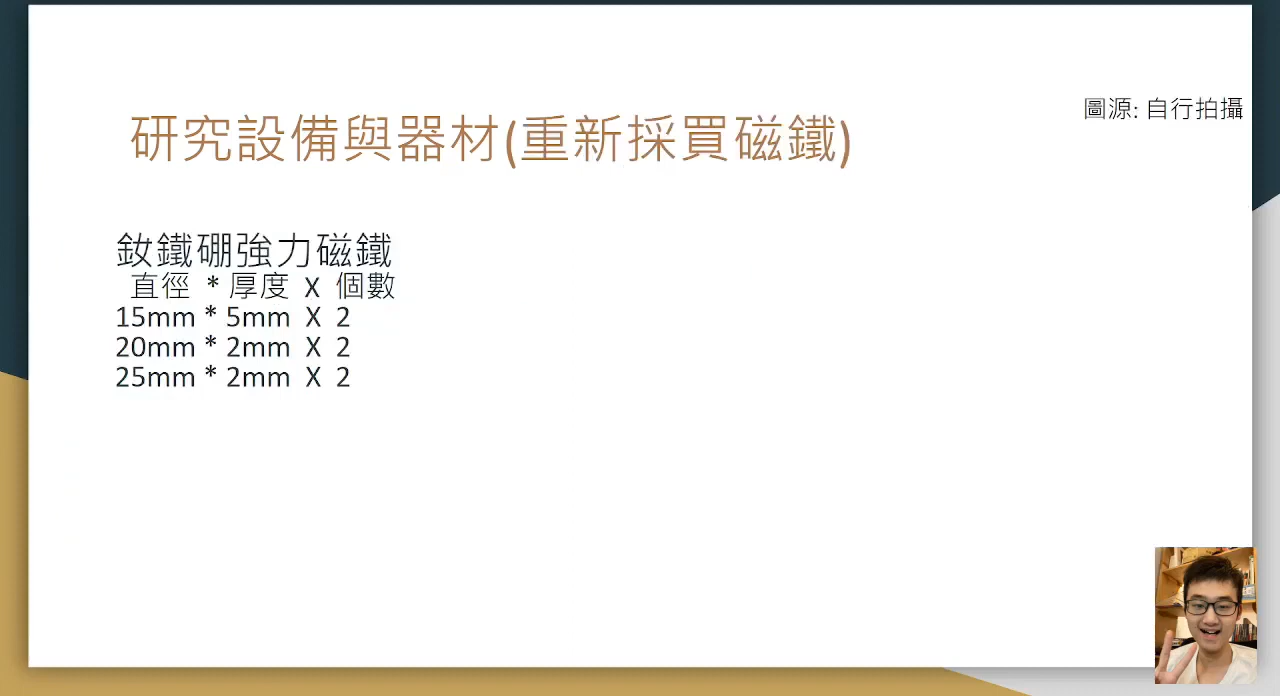 圖源: 自行拍攝
研究設備與器材(重新採買磁鐵)
釹鐵硼強力磁鐵
直徑 * 厚度 X 個數
15mm * 5mm X 2
20mm * 2mm X 2
25mm * 2mm X 2